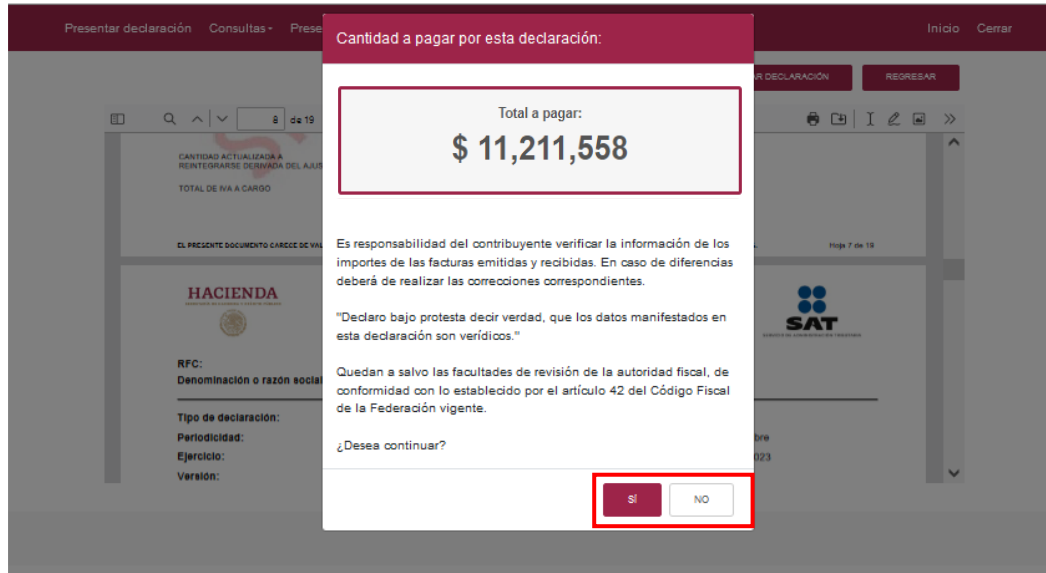 Presentar declaración Consultas Prese
Inicio Cerrar
Cantidad a pagar por esta declaración:
R DECLARACIÓN REGRESAR
Total a pagar:
$ 11,211,558
8 de 19
CANTIDAD ACTUALIZADA A
REINTEGRARSE DERIVADA DEL AJUS
TOTAL DE IVA A CARGO
EL PRESENTE DOCUMENTO CARECE DE VAL
Hoja 7 de 19
Es responsabilidad del contribuyente verificar la información de los
importes de las facturas emitidas y recibidas. En caso de diferencias
deberá de realizar las correcciones correspondientes.
"Declaro bajo protesta decir verdad, que los datos manifestados en
esta declaración son verídicos."
Quedan a salvo las facultades de revisión de la autoridad fiscal, de
conformidad con lo establecido por el artículo 42 del Código Fiscal
de la Federación vigente.
¿Desea continuar?
SÍ NO
HACIENDA
SAT
RFC:
Denominación o razón social
Tipo de declaración:
Periodicidad:
bre
Ejercicio:
023
Versión: